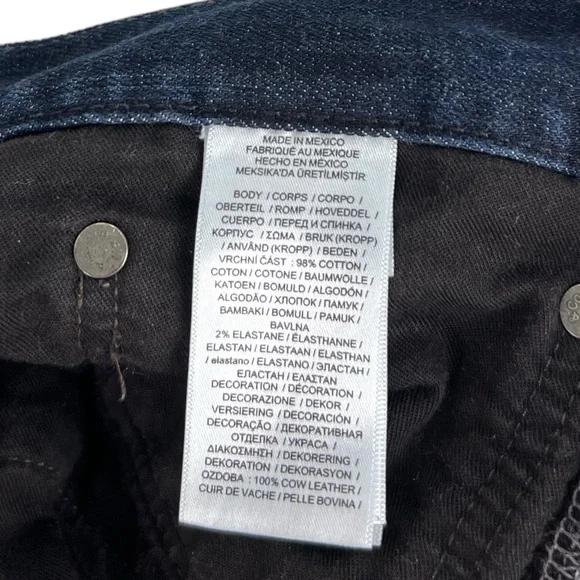 MADE IN MEXICO
FABRIQUÉ AU MEXIQUE
HECHO EN MÉXICO
MEKSIKA'DA ÜRETİLMİŞTİR
BODY / CORPS / CORPO /
OBERTEIL / ROMP / HOVEDDEL /
CUERPO / ПЕРЕД И СПИНКА /
КОРПУС / ΣΩΜΑ / BRUK (KROPP)
/ ANVÄND (KROPP) / BEDEN /
VRCHNÍ ČÁST : 98% COTTON /
COTON / COTONE / BAUMWOLLE /
KATOEN / BOMULD / ALGODÓN /
ALGODÃO / ХЛОПОК / ПАМУК /
BAMBAKI / BOMULL / PAMUK /
BAVLNA
2% ELASTANE / ÉLASTHANNE /
ELASTAN / ELASTAAN / ELASTHAN
/ elastano / ELASTANO / ЭЛАСТАН /
ЕЛАСТАН / ΕΛΑΣΤΑΝ
DECORATION / DÉCORATION /
DECORAZIONE / DEKOR /
VERSIERING / DECORACIÓN /
DECORAÇÃO / ДЕКОРАТИВНАЯ
ОТДЕЛКА / УКРАСА /
ΔΙΑΚΟΣΜΗΣΗ / DEKORERING /
DEKORATION / DEKORASYON /
OZDOBA : 100% COW LEATHER /
CUIR DE VACHE / PELLE BOVINA /